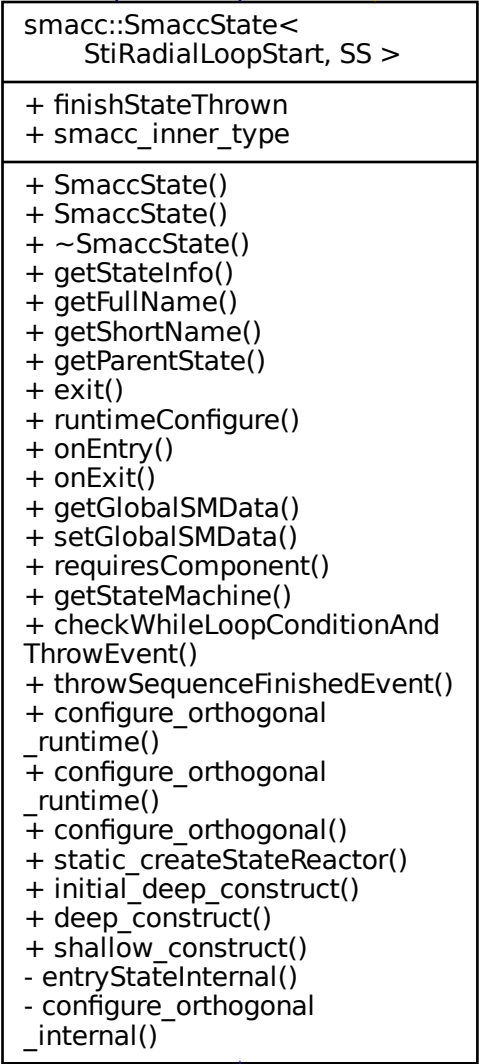 smacc::SmaccState<
StiRadialLoopStart, SS >
+ finishStateThrown
+ smacc_inner_type
+ SmaccState()
+ SmaccState()
+ ~SmaccState()
+ getStateInfo()
+ getFullName()
+ getShortName()
+ getParentState()
+ exit()
+ runtimeConfigure()
+ onEntry()
+ onExit()
+ getGlobalSMData()
+ setGlobalSMData()
+ requiresComponent()
+ getStateMachine()
+ checkWhileLoopConditionAnd
ThrowEvent()
+ throwSequenceFinishedEvent()
+ configure_orthogonal
_runtime()
+ configure_orthogonal
_runtime()
+ configure_orthogonal()
+ static_createStateReactor()
+ initial_deep_construct()
+ deep_construct()
+ shallow_construct()
- entryStateInternal()
- configure_orthogonal
_internal()